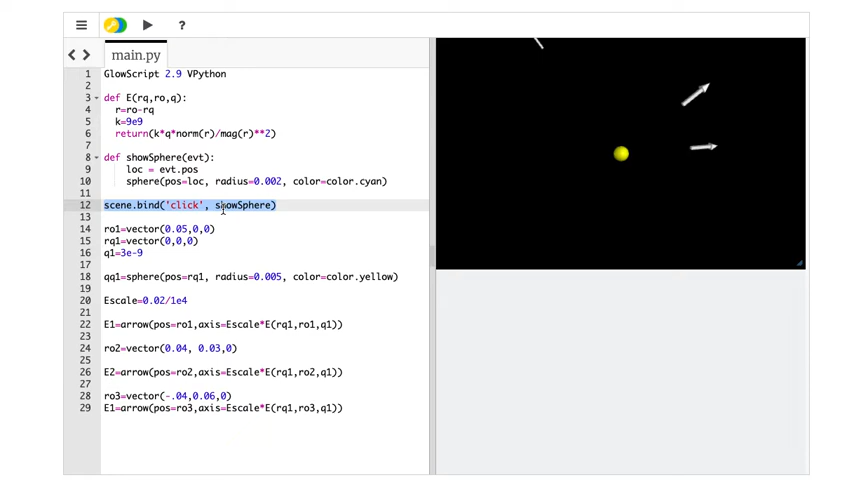 ?
main.py
1 GlowScript 2.9 VPython
2
3 def E(rq,ro,q):
4 r=ro-rq
5 k=9e9
6 return(k*q*norm(r)/mag(r)**2)
7
8 def showSphere(evt):
9 loc = evt.pos
10 sphere(pos=loc, radius=0.002, color=color.cyan)
11
12 scene.bind('click', showSphere)
13
14 ro1=vector(0.05,0,0)
15 rq1=vector(0,0,0)
16 q1=3e-9
17
18 qq1=sphere(pos=rq1, radius=0.005, color=color.yellow)
19
20 Escale=0.02/1e4
21
22 E1=arrow(pos=ro1,axis=Escale*E(rq1,ro1,q1))
23
24 ro2=vector(0.04, 0.03,0)
25
26 E2=arrow(pos=ro2,axis=Escale*E(rq1,ro2,q1))
27
28 ro3=vector(-.04,0.06,0)
29 E1=arrow(pos=ro3,axis=Escale*E(rq1,ro3,q1))